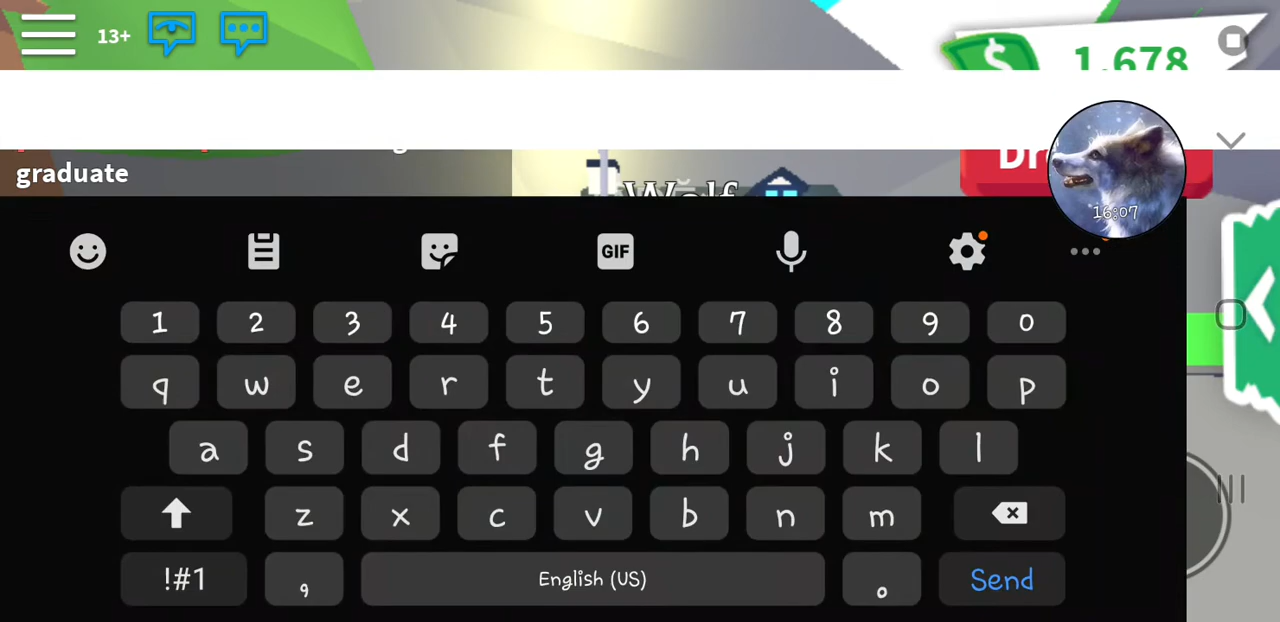 13+
1,678
graduate
Wolf
16:07
GIF
1 2 3 4 5 6 7 8 9 0
q w e r t y u i o p
a s d f g h j k l
z x c v b n m
!#1 , English (US) . Send